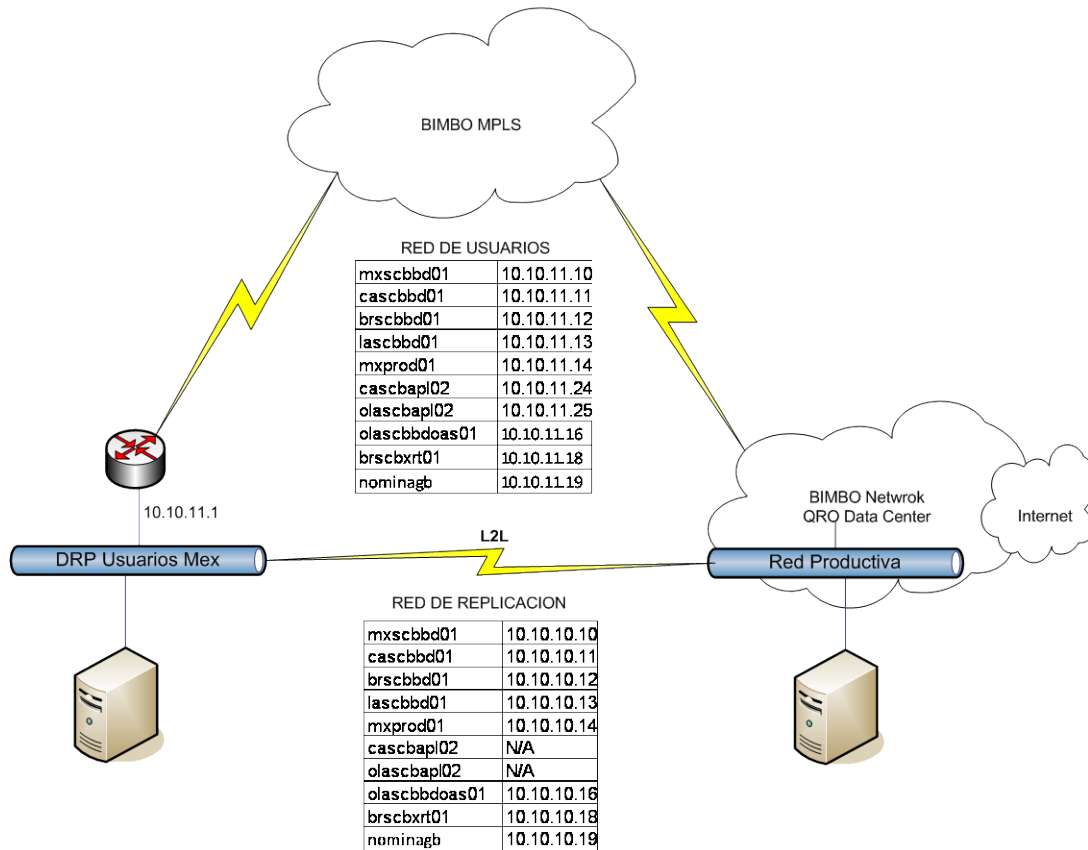 BIMBO MPLS
RED DE USUARIOS
mxscbbd01 10.10.11.10
cascbbd01 10.10.11.11
brscbbd01 10.10.11.12
lascbbd01 10.10.11.13
mxprod01 10.10.11.14
cascbapl02 10.10.11.24
olascbapl02 10.10.11.25
olascbbdoas01 10.10.11.16
brscbxrt01 10.10.11.18
nominagb 10.10.11.19
10.10.11.1
BIMBO Netwrok
QRO Data Center
Internet
DRP Usuarios Mex
L2L
Red Productiva
RED DE REPLICACION
mxscbbd01 10.10.10.10
cascbbd01 10.10.10.11
brscbbd01 10.10.10.12
lascbbd01 10.10.10.13
mxprod01 10.10.10.14
cascbapl02 N/A
olascbapl02 N/A
olascbbdoas01 10.10.10.16
brscbxrt01 10.10.10.18
nominagb 10.10.10.19